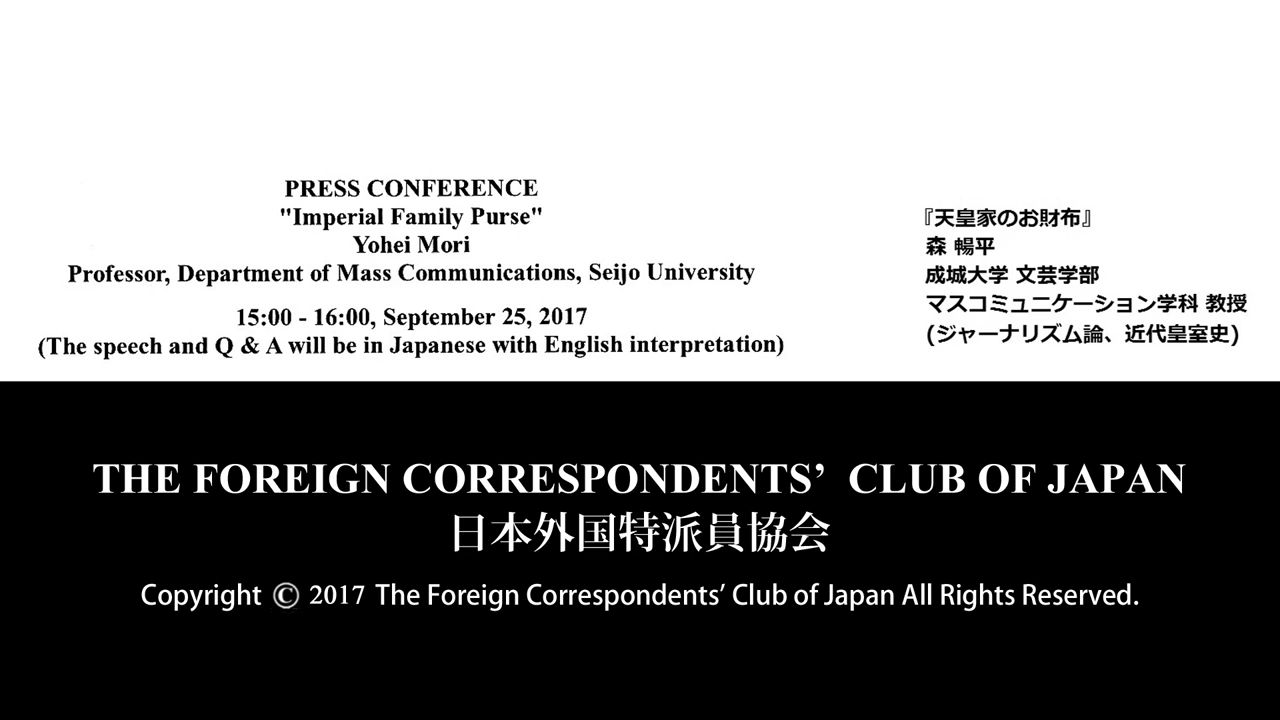 PRESS CONFERENCE
"Imperial Family Purse"
Yohei Mori
Professor, Department of Mass Communications, Seijo University
15:00 - 16:00, September 25, 2017
(The speech and Q & A will be in Japanese with English interpretation)
『天皇家のお財布』
森 暢平
成城大学 文芸学部
マスコミュニケーション学科 教授
(ジャーナリズム論、近代皇室史)
THE FOREIGN CORRESPONDENTS’ CLUB OF JAPAN
日本外国特派員協会
Copyright © 2017 The Foreign Correspondents’ Club of Japan All Rights Reserved.